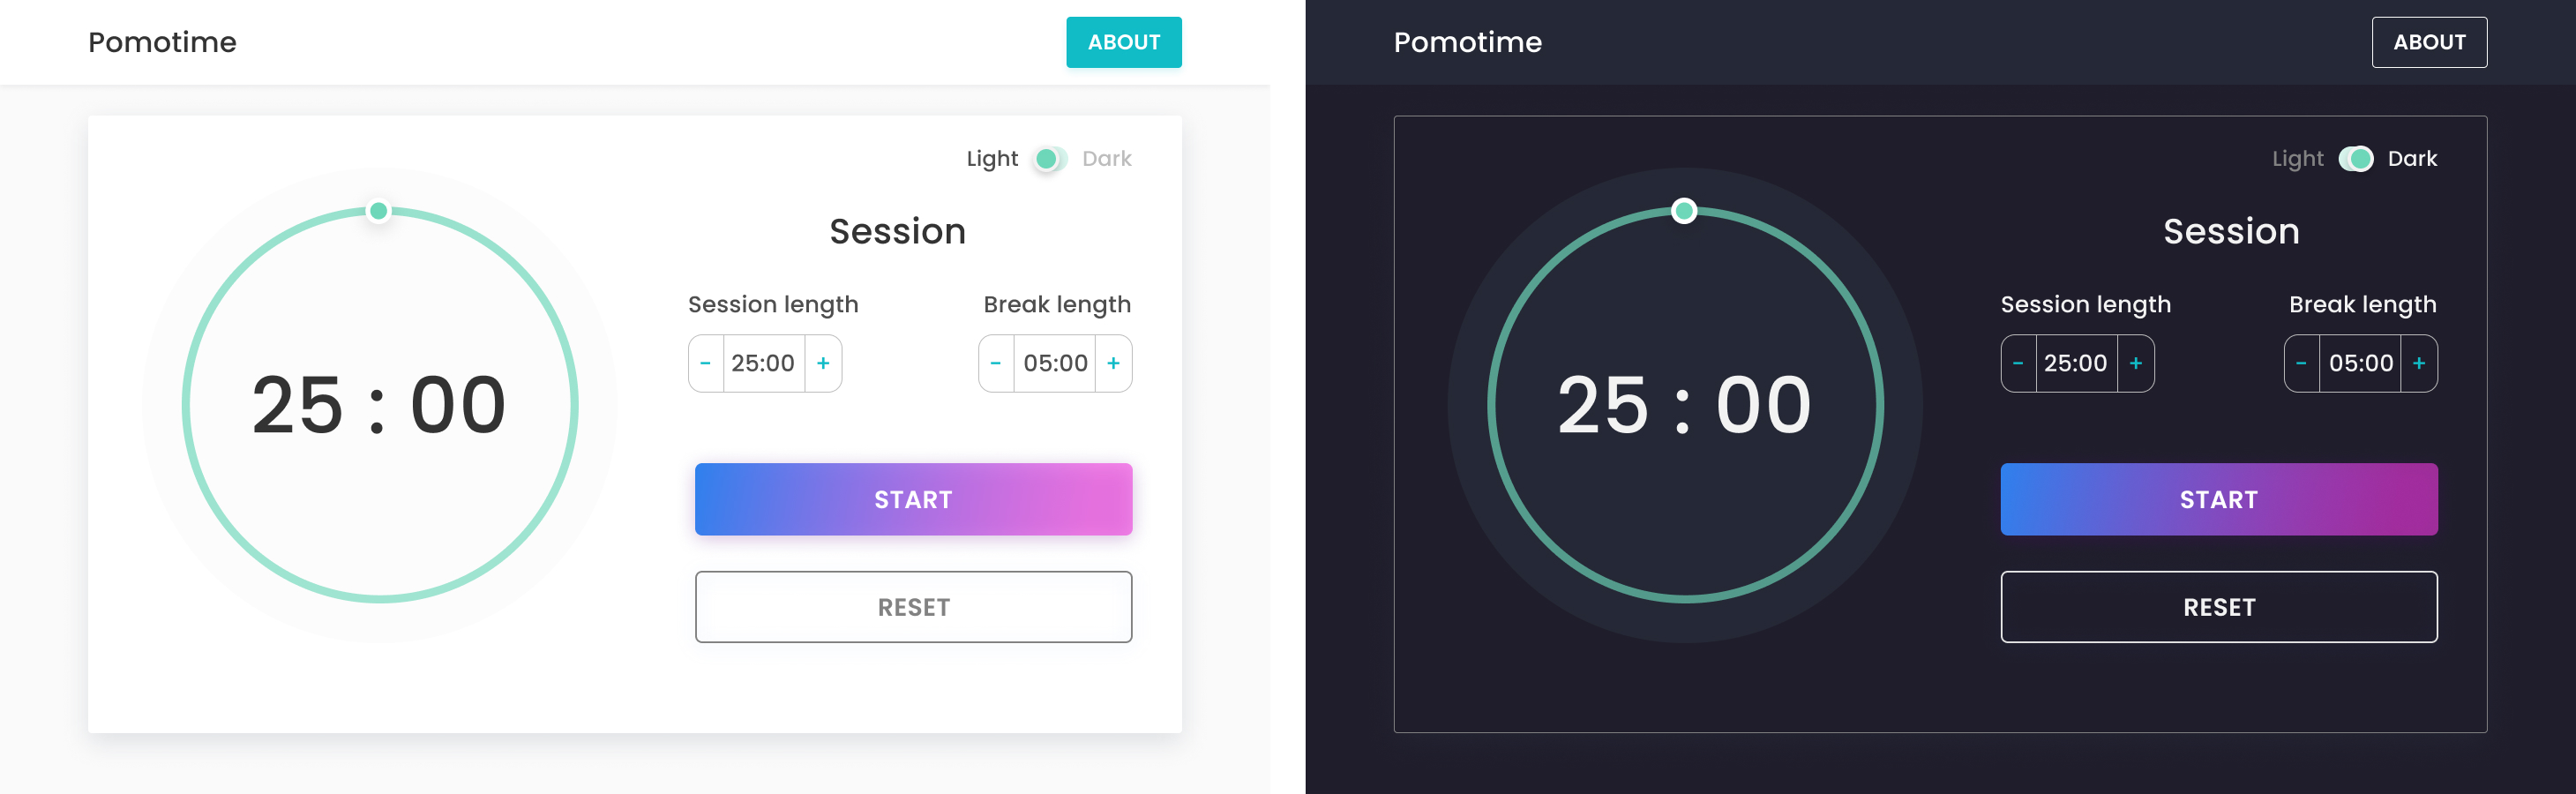 Pomotime
ABOUT
Light Dark
Session
Session length
Break length
- 25:00 +
- 05:00 +
25 : 00
START
RESET
Pomotime
ABOUT
Light Dark
Session
Session length
Break length
- 25:00 +
- 05:00 +
25 : 00
START
RESET